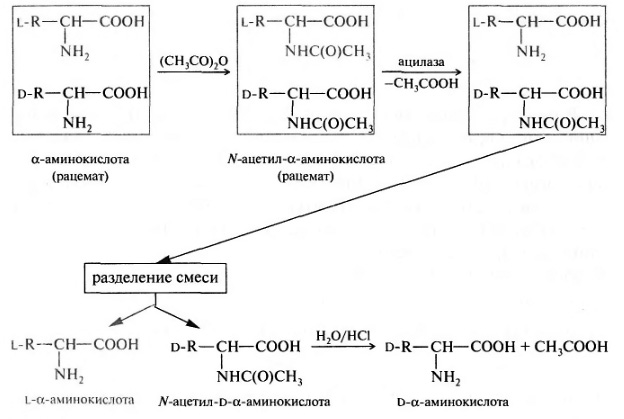 L-R—CH—COOH
NH₂
D-R—CH—COOH
NH₂
(CH₃CO)₂O
L-R—CH—COOH
NHC(O)CH₃
D-R—CH—COOH
NHC(O)CH₃
ацилаза
–CH₃COOH
L-R—CH—COOH
NH₂
D-R—CH—COOH
NHC(O)CH₃
α-аминокислота
(рацемат)
N-ацетил-α-аминокислота
(рацемат)
разделение смеси
L-R—CH—COOH
NH₂
L-α-аминокислота
D-R—CH—COOH
NHC(O)CH₃
N-ацетил-D-α-аминокислота
H₂O/HCl
D-R—CH—COOH + CH₃COOH
NH₂
D-α-аминокислота